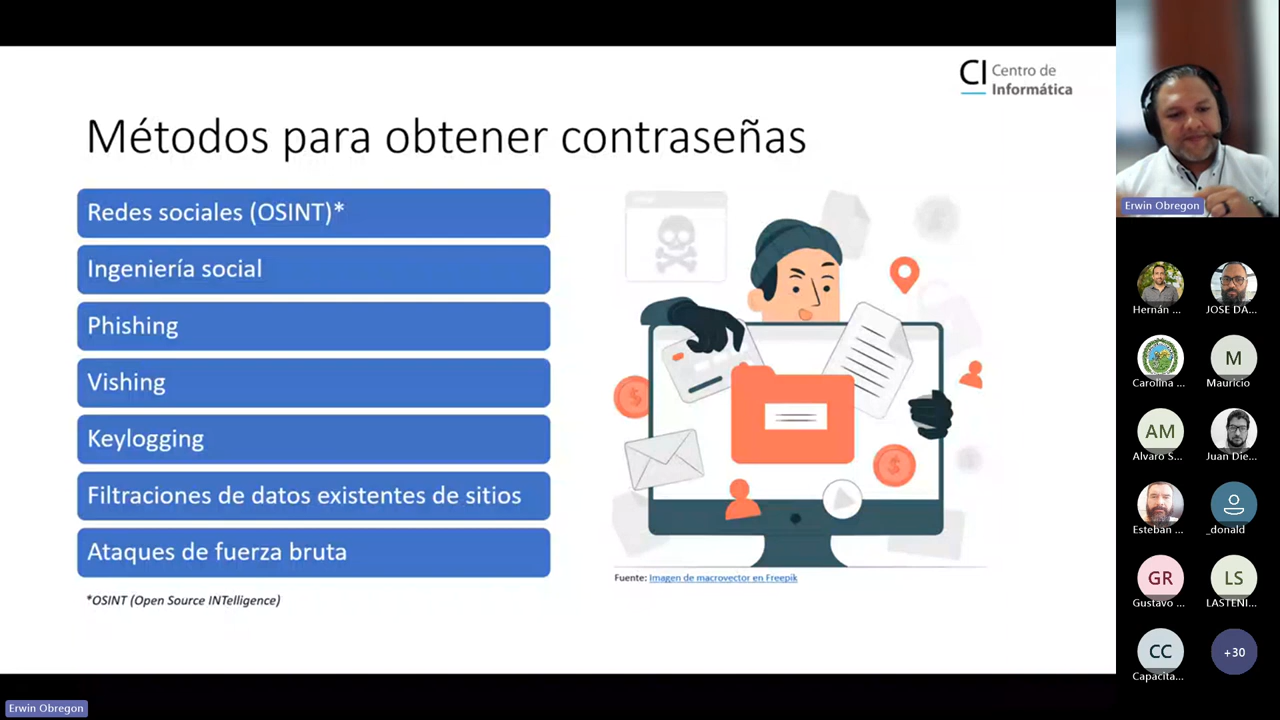 CI Centro de
Informática
Métodos para obtener contraseñas
Redes sociales (OSINT)*
Ingeniería social
Phishing
Vishing
Keylogging
Filtraciones de datos existentes de sitios
Ataques de fuerza bruta
*OSINT (Open Source INTelligence)
Fuente: Imagen de macrovector en Freepik
Erwin Obregon
Hernán ...
JOSE DA...
Carolina ...
M
Mauricio
AM
Alvaro S...
Juan Die...
Esteban ...
_donald
GR
Gustavo ...
LS
LASTENI...
CC
Capacita...
+30
Erwin Obregon